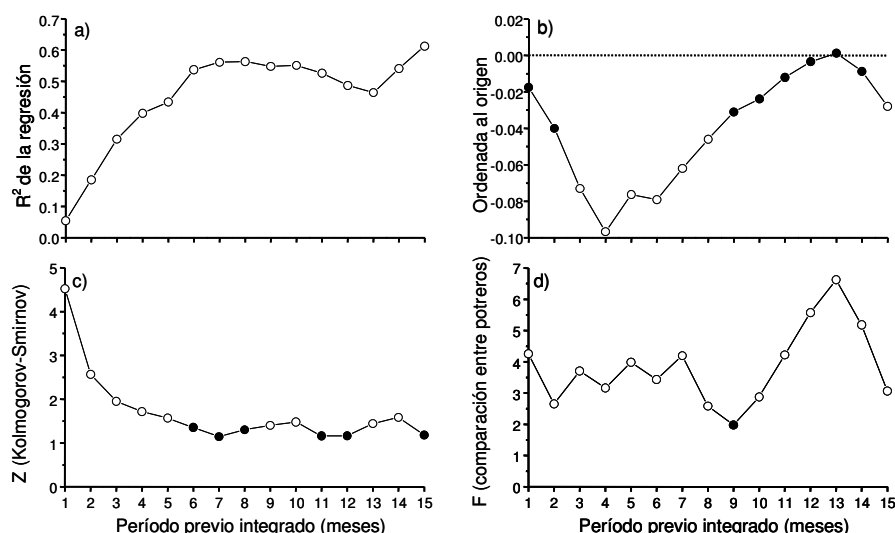 a)
R² de la regresión
0.7
0.6
0.5
0.4
0.3
0.2
0.1
0.0
1 2 3 4 5 6 7 8 9 10 11 12 13 14 15
b)
Ordenada al origen
0.02
0.00
-0.02
-0.04
-0.06
-0.08
-0.10
1 2 3 4 5 6 7 8 9 10 11 12 13 14 15
c)
Z (Kolmogorov-Smirnov)
5
4
3
2
1
0
1 2 3 4 5 6 7 8 9 10 11 12 13 14 15
Período previo integrado (meses)
d)
F (comparación entre potreros)
7
6
5
4
3
2
1
0
1 2 3 4 5 6 7 8 9 10 11 12 13 14 15
Período previo integrado (meses)